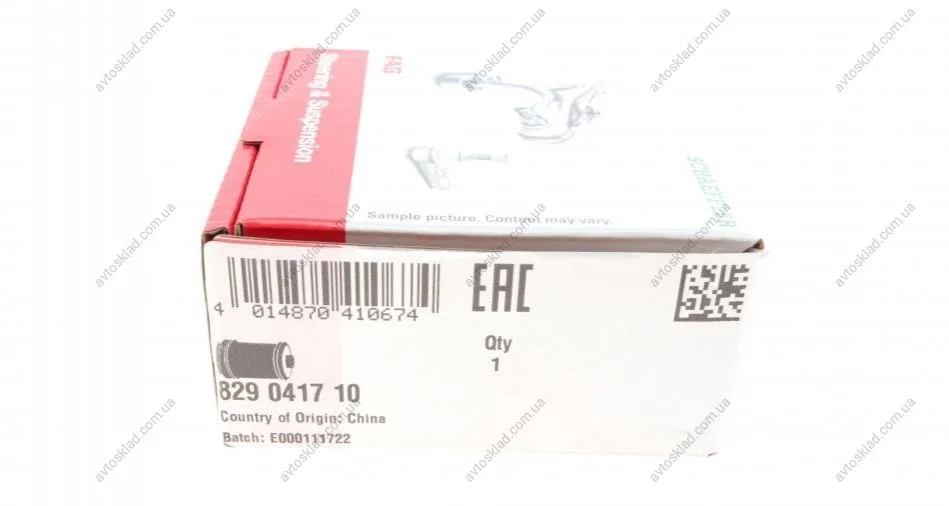 FAG
Steering & Suspension
SCHAEFFLER
Sample picture. Content may vary.
4 014870 410674
EAC
Qty
1
829 0417 10
Country of Origin: China
Batch: E000111722
avtosklad.com.ua